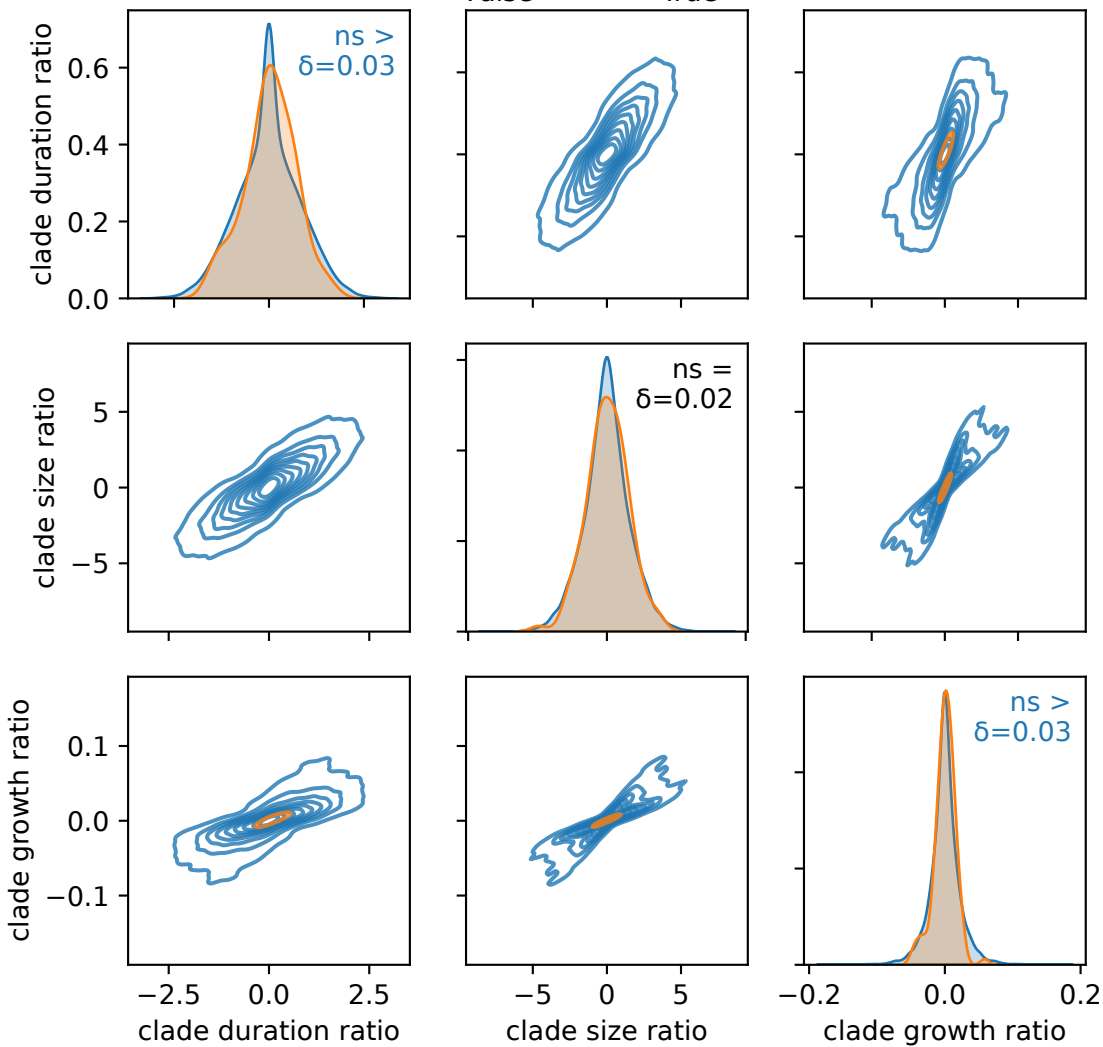 clade duration ratio
0.6
0.4
0.2
0.0
ns >
δ=0.03
clade size ratio
5
0
−5
ns =
δ=0.02
clade growth ratio
0.1
0.0
−0.1
ns >
δ=0.03
−2.5 0.0 2.5 −5 0 5 −0.2 0.0 0.2
clade duration ratio clade size ratio clade growth ratio